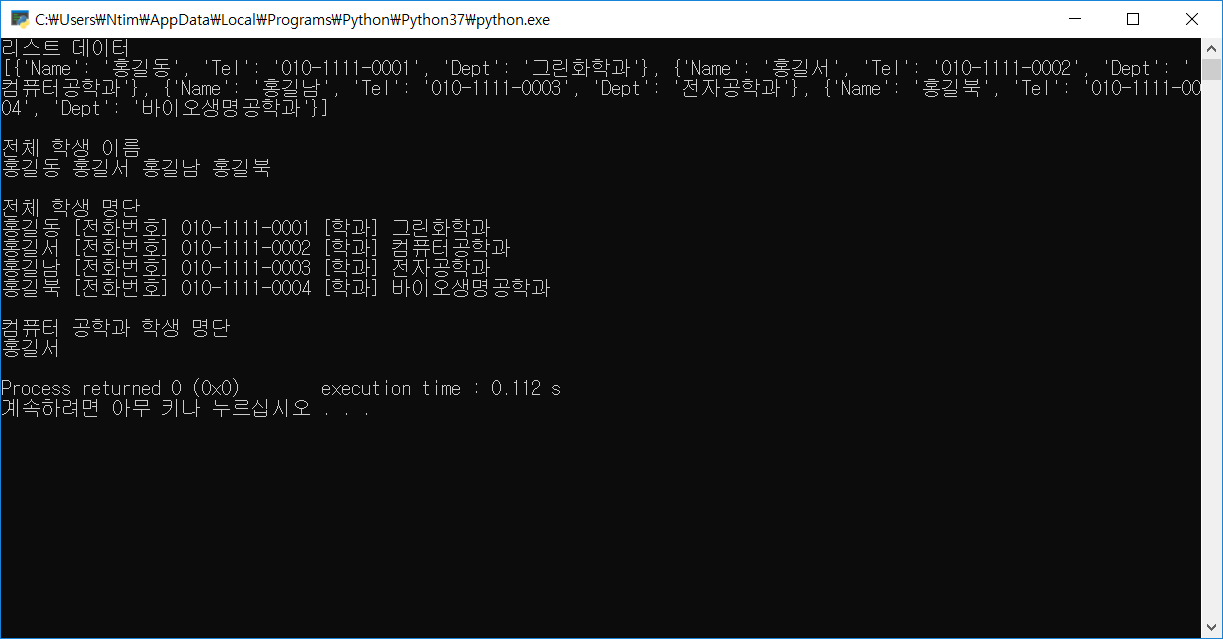 C:\Users\Ntim\AppData\Local\Programs\Python\Python37\python.exe
리스트 데이터
[{'Name': '홍길동', 'Tel': '010-1111-0001', 'Dept': '그린화학과'}, {'Name': '홍길서', 'Tel': '010-1111-0002', 'Dept': '
컴퓨터공학과'}, {'Name': '홍길남', 'Tel': '010-1111-0003', 'Dept': '전자공학과'}, {'Name': '홍길북', 'Tel': '010-1111-00
04', 'Dept': '바이오생명공학과'}]
전체 학생 이름
홍길동 홍길서 홍길남 홍길북
전체 학생 명단
홍길동 [전화번호] 010-1111-0001 [학과] 그린화학과
홍길서 [전화번호] 010-1111-0002 [학과] 컴퓨터공학과
홍길남 [전화번호] 010-1111-0003 [학과] 전자공학과
홍길북 [전화번호] 010-1111-0004 [학과] 바이오생명공학과
컴퓨터 공학과 학생 명단
홍길서
Process returned 0 (0x0)        execution time : 0.112 s
계속하려면 아무 키나 누르십시오 . . .